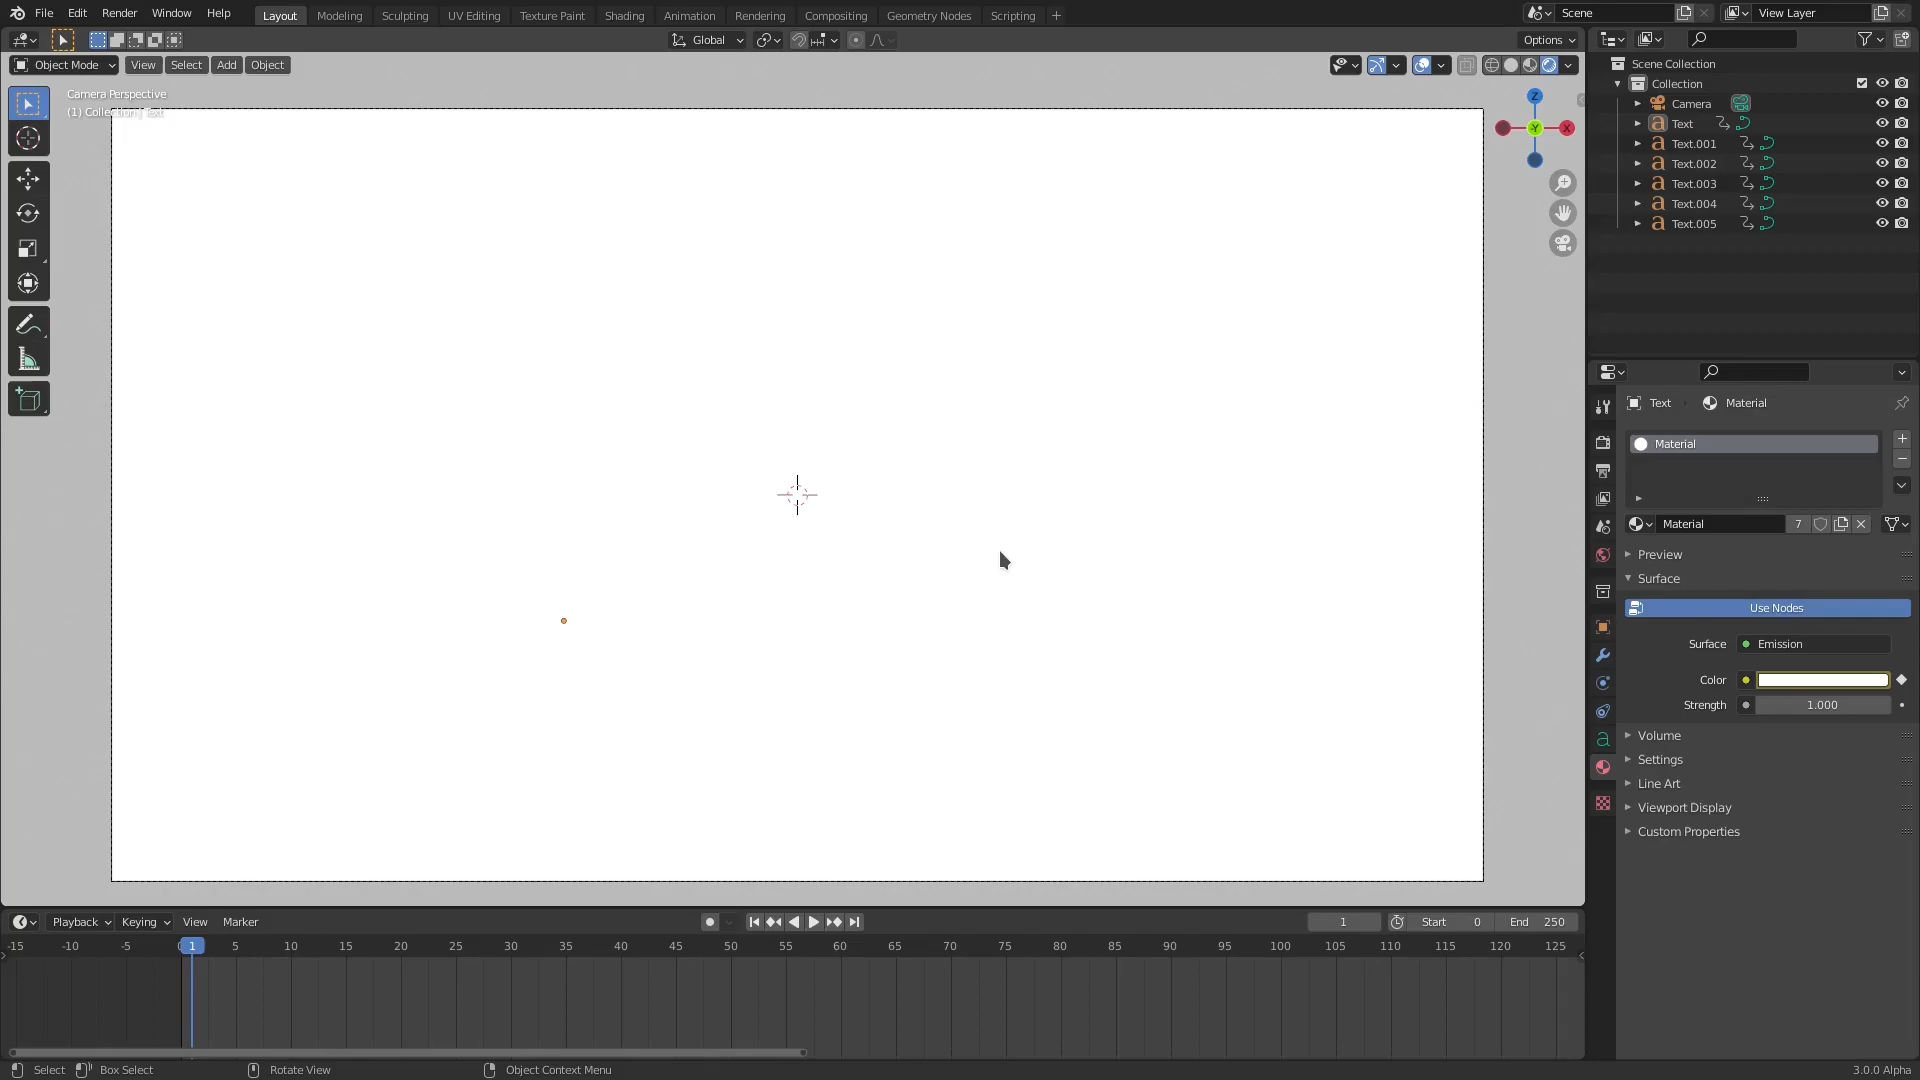 File Edit Render Window Help Layout Modeling Sculpting UV Editing Texture Paint Shading Animation Rendering Compositing Geometry Nodes Scripting + Scene View Layer
Global Options
Object Mode View Select Add Object
Camera Perspective
(1) Collection | Text
Z
Y
X
Scene Collection
Collection
Camera
Text
Text.001
Text.002
Text.003
Text.004
Text.005
Text Material
Material
Material 7
Preview
Surface
Use Nodes
Surface Emission
Color
Strength 1.000
Volume
Settings
Line Art
Viewport Display
Custom Properties
Playback Keying View Marker 1 Start 0 End 250
-15 -10 -5 0 1 5 10 15 20 25 30 35 40 45 50 55 60 65 70 75 80 85 90 95 100 105 110 115 120 125
Select Box Select Rotate View Object Context Menu 3.0.0 Alpha